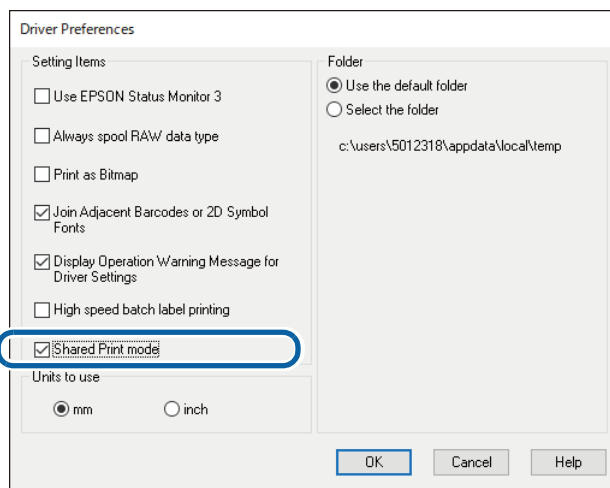 Driver Preferences
Setting Items
Use EPSON Status Monitor 3
Always spool RAW data type
Print as Bitmap
Join Adjacent Barcodes or 2D Symbol
Fonts
Display Operation Warning Message for
Driver Settings
High speed batch label printing
Shared Print mode
Units to use
mm
inch
Folder
Use the default folder
Select the folder
c:\users\5012318\appdata\local\temp
OK
Cancel
Help